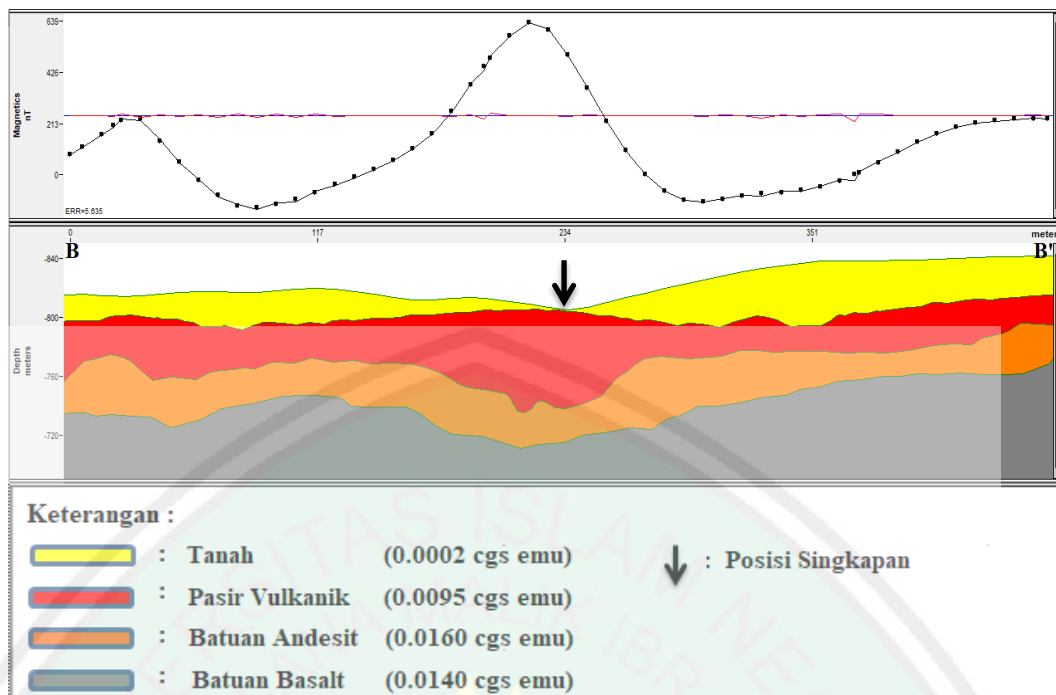 639
426
213
0
Magnetics
nT
ERR=5.635
0 117 234 351 meter
B B'
-840
-800
-760
-720
Depth
meters
Keterangan :
: Tanah (0.0002 cgs emu)
: Pasir Vulkanik (0.0095 cgs emu)
: Batuan Andesit (0.0160 cgs emu)
: Batuan Basalt (0.0140 cgs emu)
: Posisi Singkapan